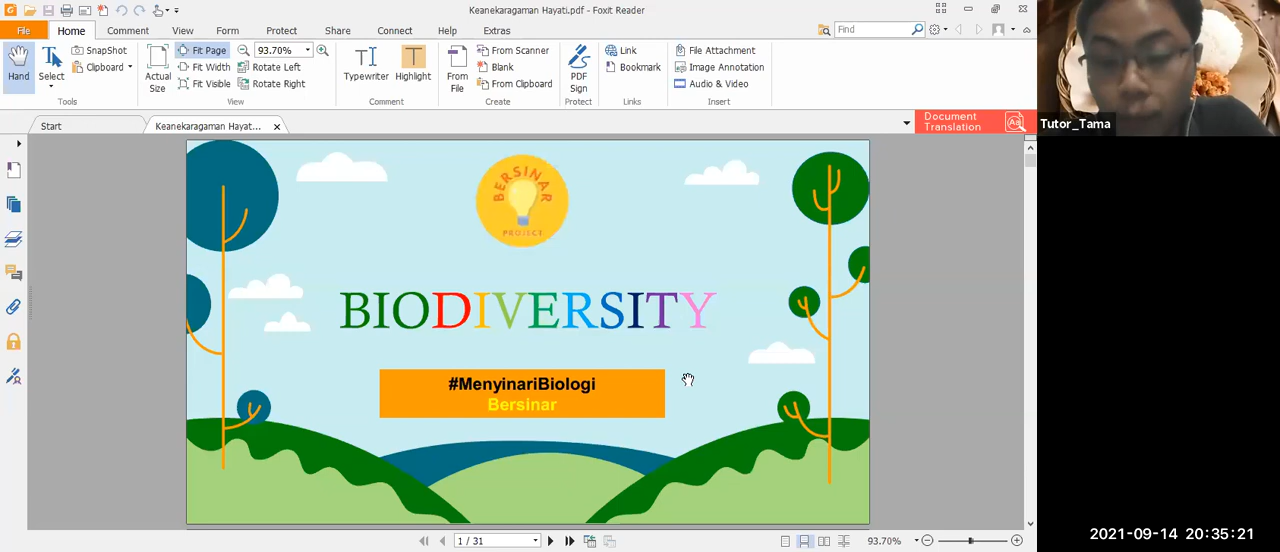 Keanekaragaman Hayati.pdf - Foxit Reader
File Home Comment View Form Protect Share Connect Help Extras Find
Hand
Select
SnapShot
Clipboard
Tools
Actual Size
Fit Page
Fit Width
Fit Visible
93.70%
Rotate Left
Rotate Right
View
Typewriter
Highlight
Comment
From File
From Scanner
Blank
From Clipboard
Create
PDF Sign
Protect
Link
Bookmark
Links
File Attachment
Image Annotation
Audio & Video
Insert
Start
Keanekaragaman Hayat...
Document Translation
Tutor_Tama
BERSINAR
PROJECT
BIODIVERSITY
#MenyinariBiologi
Bersinar
1 / 31
93.70%
2021-09-14 20:35:21